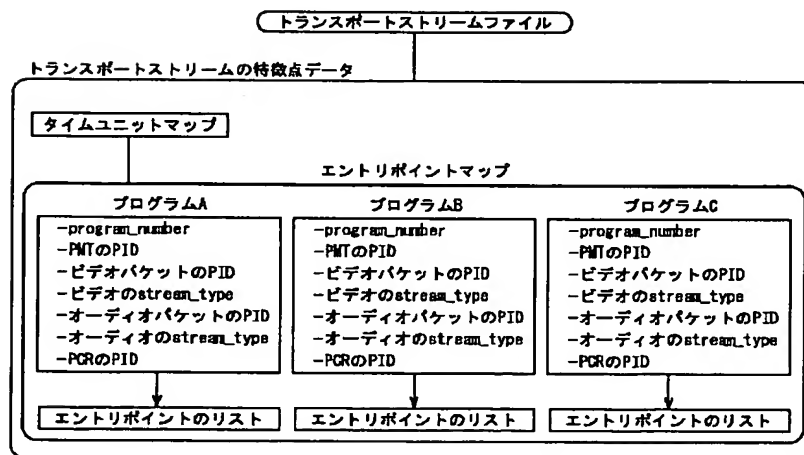 トランスポートストリームファイル
トランスポートストリームの特徴点データ
タイムユニットマップ
エントリポイントマップ
プログラムA
-program_number
-PMTのPID
-ビデオパケットのPID
-ビデオのstream_type
-オーディオパケットのPID
-オーディオのstream_type
-PCRのPID
エントリポイントのリスト
プログラムB
-program_number
-PMTのPID
-ビデオパケットのPID
-ビデオのstream_type
-オーディオパケットのPID
-オーディオのstream_type
-PCRのPID
エントリポイントのリスト
プログラムC
-program_number
-PMTのPID
-ビデオパケットのPID
-ビデオのstream_type
-オーディオパケットのPID
-オーディオのstream_type
-PCRのPID
エントリポイントのリスト